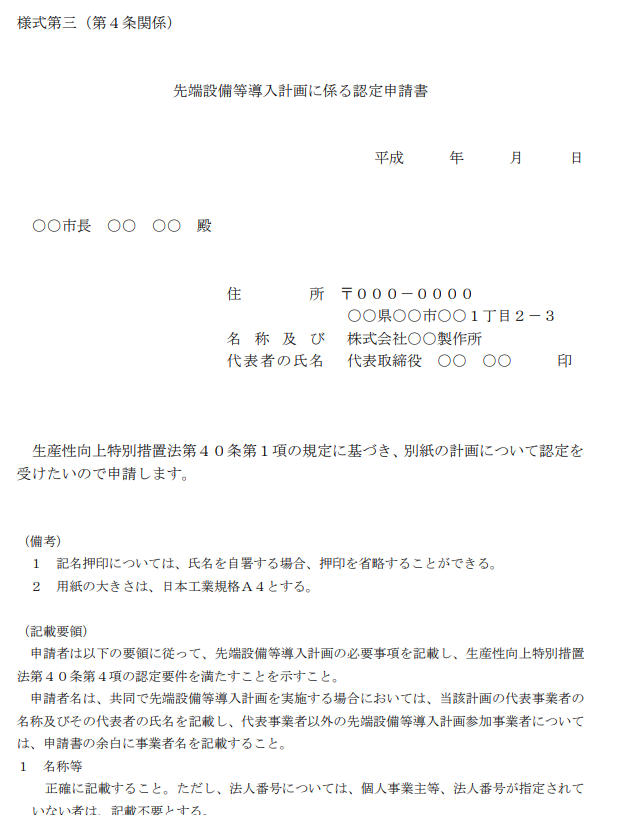 様式第三（第４条関係）
先端設備等導入計画に係る認定申請書
平成　　　年　　　月　　　日
○○市長　○○　○○　殿
住　　　　所　〒０００－００００
○○県○○市○○１丁目２－３
名　称　及　び　株式会社○○製作所
代表者の氏名　代表取締役　○○　○○　　　印
生産性向上特別措置法第４０条第１項の規定に基づき、別紙の計画について認定を
受けたいので申請します。
（備考）
１　記名押印については、氏名を自署する場合、押印を省略することができる。
２　用紙の大きさは、日本工業規格Ａ４とする。
（記載要領）
申請者は以下の要領に従って、先端設備等導入計画の必要事項を記載し、生産性向上特別措置
法第４０条第４項の認定要件を満たすことを示すこと。
申請者名は、共同で先端設備等導入計画を実施する場合においては、当該計画の代表事業者の
名称及びその代表者の氏名を記載し、代表事業者以外の先端設備等導入計画参加事業者について
は、申請書の余白に事業者名を記載すること。
１　名称等
正確に記載すること。ただし、法人番号については、個人事業主等、法人番号が指定されて
いない者は、記載不要とする。